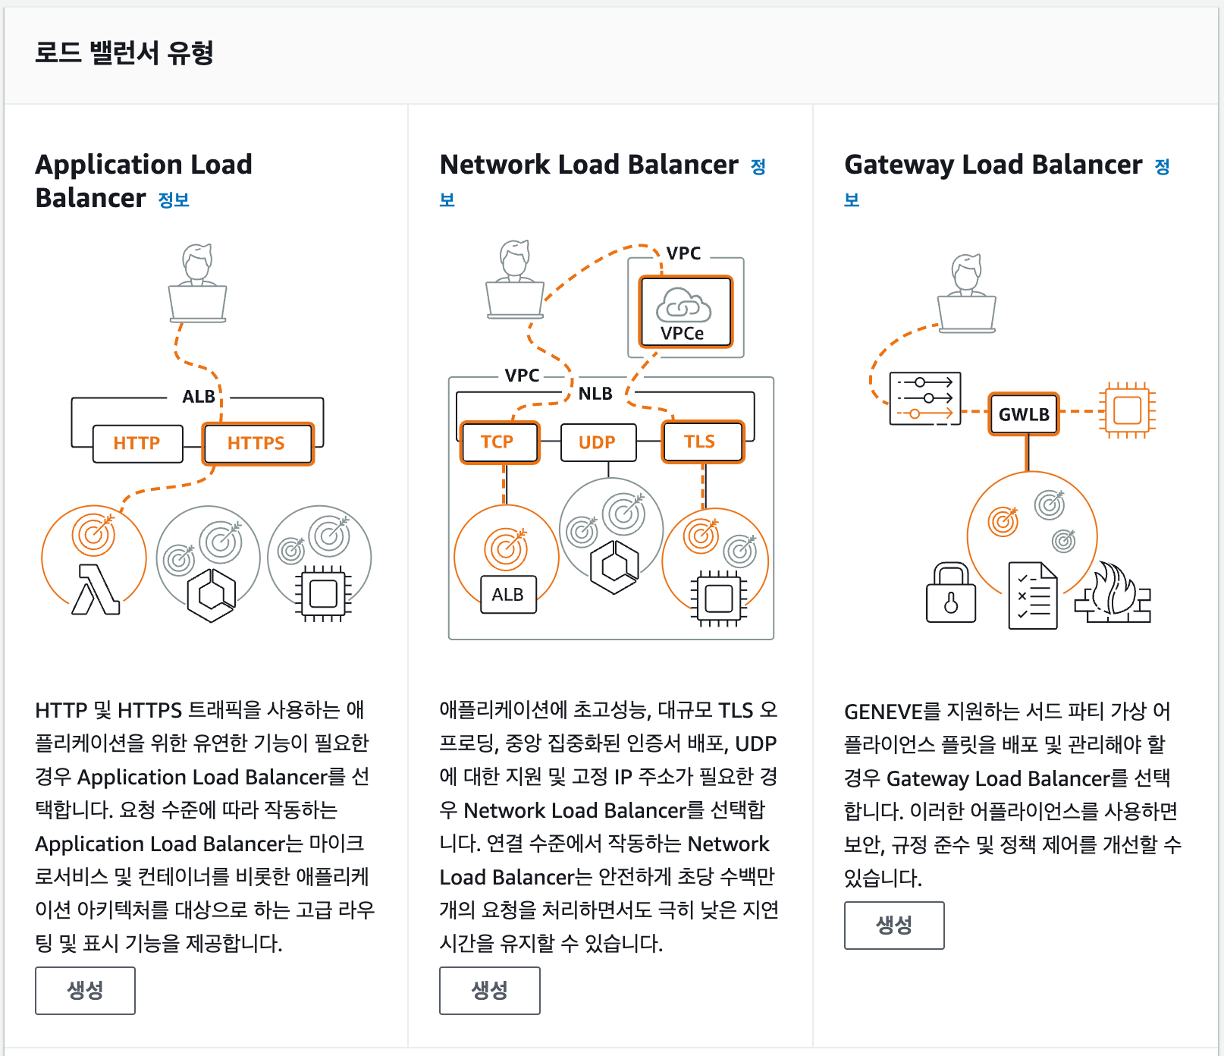 로드 밸런서 유형
Application Load
Balancer 정보
ALB
HTTP
HTTPS
HTTP 및 HTTPS 트래픽을 사용하는 애
플리케이션을 위한 유연한 기능이 필요한
경우 Application Load Balancer를 선
택합니다. 요청 수준에 따라 작동하는
Application Load Balancer는 마이크
로서비스 및 컨테이너를 비롯한 애플리케
이션 아키텍처를 대상으로 하는 고급 라우
팅 및 표시 기능을 제공합니다.
생성
Network Load Balancer 정
보
VPC
VPCe
VPC
NLB
TCP
UDP
TLS
ALB
애플리케이션에 초고성능, 대규모 TLS 오
프로딩, 중앙 집중화된 인증서 배포, UDP
에 대한 지원 및 고정 IP 주소가 필요한 경
우 Network Load Balancer를 선택합
니다. 연결 수준에서 작동하는 Network
Load Balancer는 안전하게 초당 수백만
개의 요청을 처리하면서도 극히 낮은 지연
시간을 유지할 수 있습니다.
생성
Gateway Load Balancer 정
보
GWLB
GENEVE를 지원하는 서드 파티 가상 어
플라이언스 플릿을 배포 및 관리해야 할
경우 Gateway Load Balancer를 선택
합니다. 이러한 어플라이언스를 사용하면
보안, 규정 준수 및 정책 제어를 개선할 수
있습니다.
생성